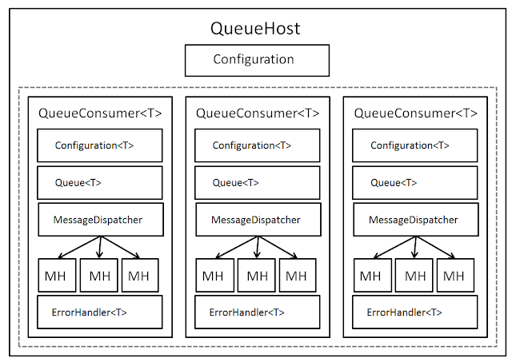 QueueHost
Configuration
QueueConsumer<T>
Configuration<T>
Queue<T>
MessageDispatcher
MH MH MH
ErrorHandler<T>
QueueConsumer<T>
Configuration<T>
Queue<T>
MessageDispatcher
MH MH MH
ErrorHandler<T>
QueueConsumer<T>
Configuration<T>
Queue<T>
MessageDispatcher
MH MH MH
ErrorHandler<T>